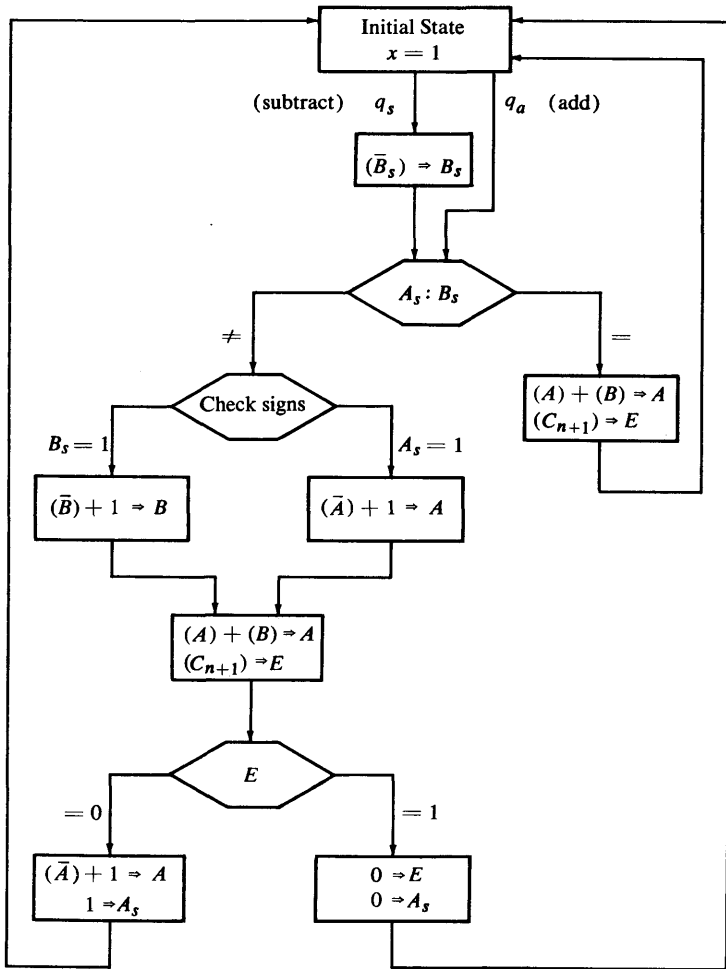 Initial State
x = 1
(subtract) q_s
q_a (add)
(B̅_s) ⇒ B_s
A_s : B_s
≠
=
Check signs
(A) + (B) ⇒ A
(C_{n+1}) ⇒ E
B_s = 1
A_s = 1
(B̅) + 1 ⇒ B
(A̅) + 1 ⇒ A
(A) + (B) ⇒ A
(C_{n+1}) ⇒ E
E
= 0
= 1
(A̅) + 1 ⇒ A
1 ⇒ A_s
0 ⇒ E
0 ⇒ A_s